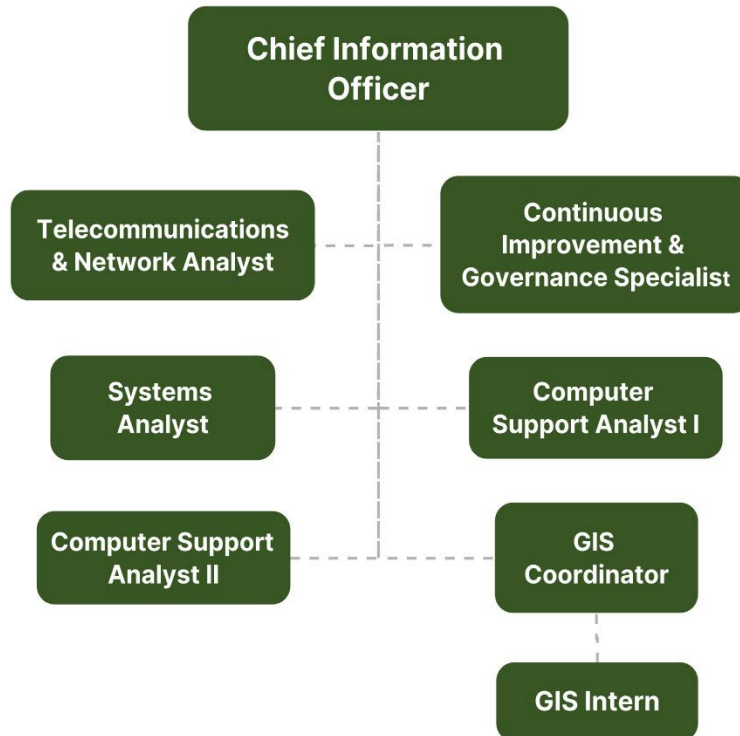 Chief Information
Officer
Telecommunications
& Network Analyst
Continuous
Improvement &
Governance Specialist
Systems
Analyst
Computer
Support Analyst I
Computer Support
Analyst II
GIS
Coordinator
GIS Intern